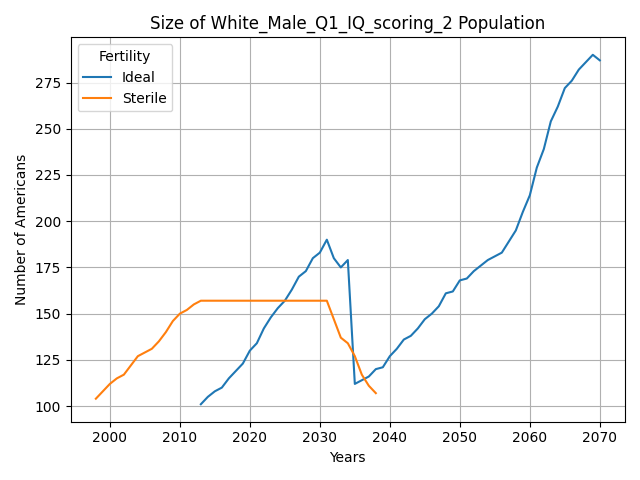 Size of White_Male_Q1_IQ_scoring_2 Population
Fertility
Ideal
Sterile
Number of Americans
275
250
225
200
175
150
125
100
2000 2010 2020 2030 2040 2050 2060 2070
Years